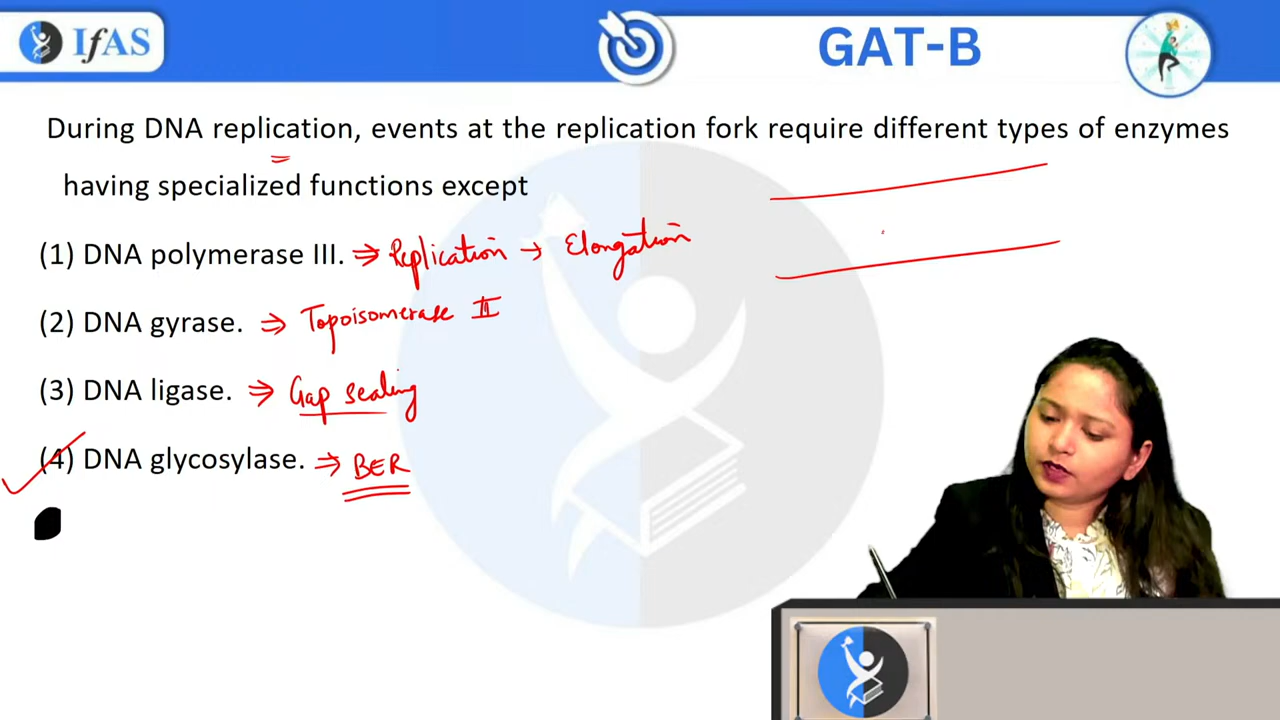 IfAS
GAT-B
During DNA replication, events at the replication fork require different types of enzymes
having specialized functions except
(1) DNA polymerase III. ⇒ Replication → Elongation
(2) DNA gyrase. ⇒ Topoisomerase II
(3) DNA ligase. ⇒ Gap sealing
(4) DNA glycosylase. ⇒ BER